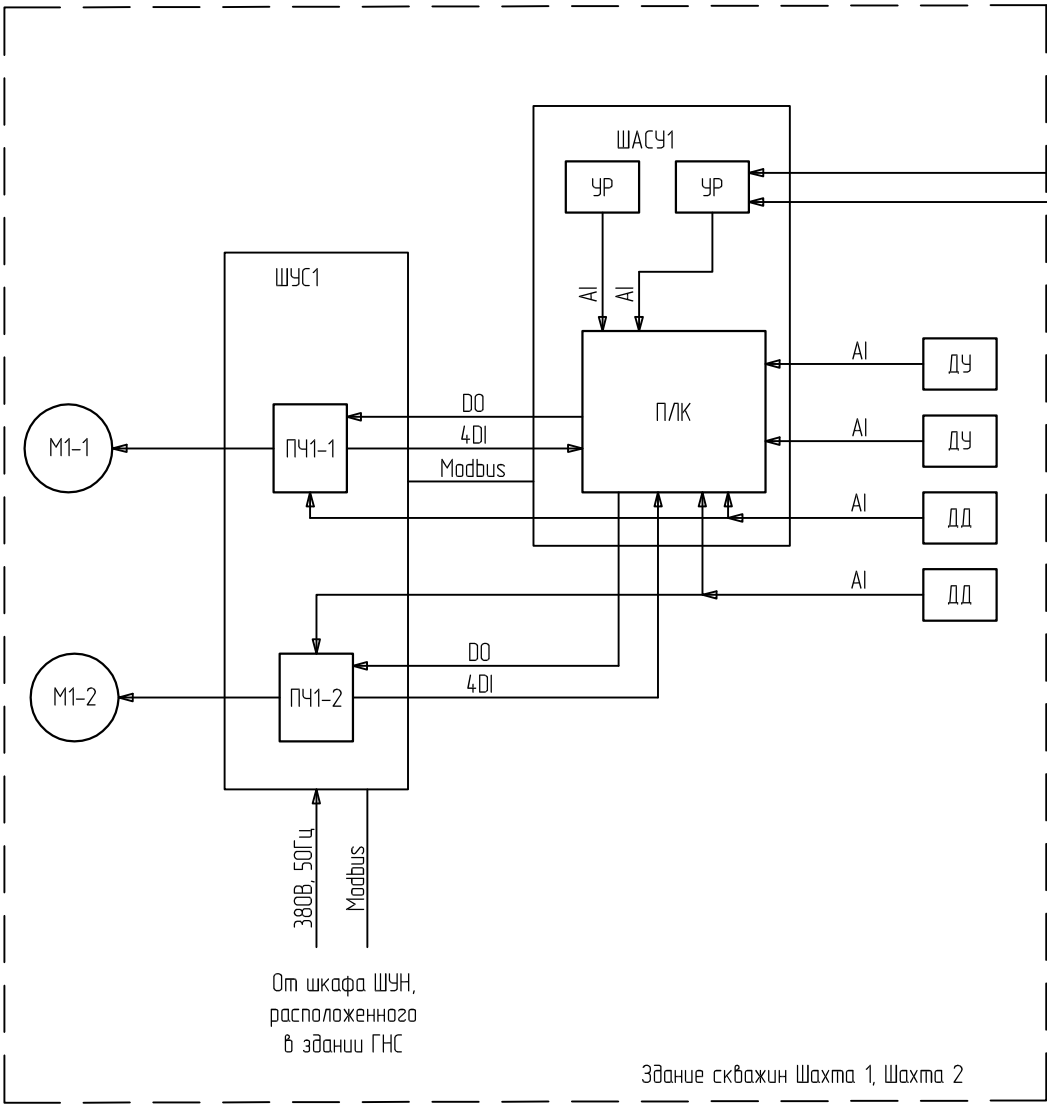 ШАСУ1
УР
УР
ШУС1
AI
AI
AI
ДУ
DO
ПЛК
М1-1
ПЧ1-1
4DI
AI
ДУ
Modbus
AI
ДД
AI
ДД
DO
М1-2
ПЧ1-2
4DI
380В, 50Гц
Modbus
От шкафа ШУН,
расположенного
в здании ГНС
Здание скважин Шахта 1, Шахта 2